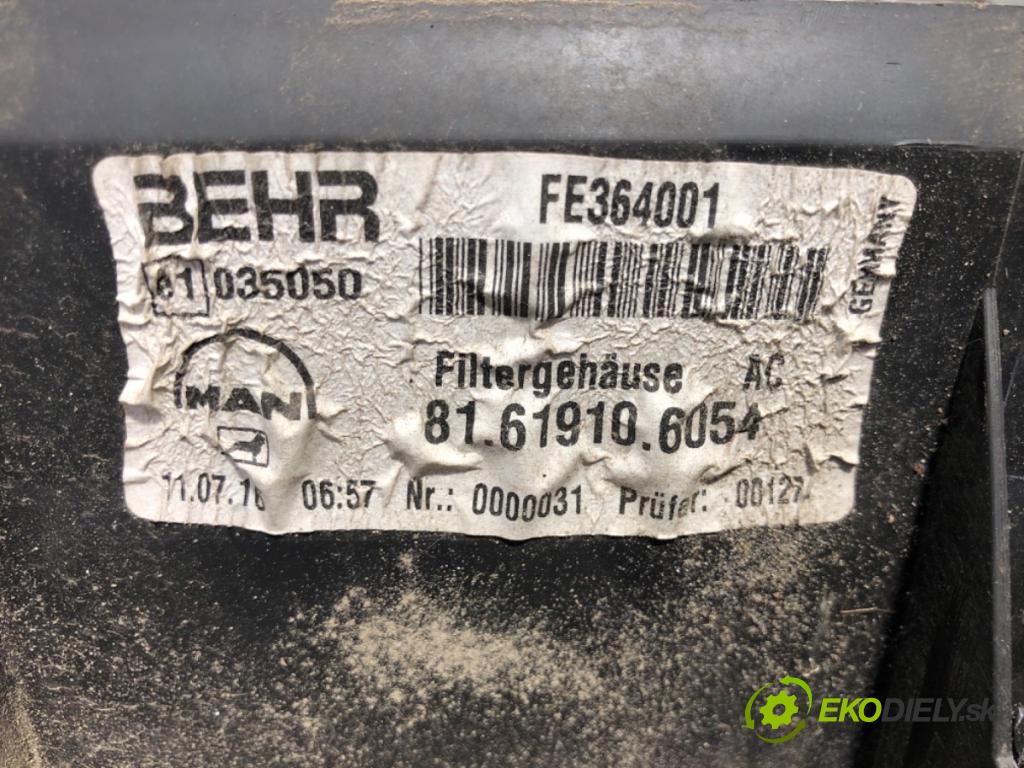 BEHR
FE364001
e1 035050
GERMANY
MAN
Filtergehäuse AC
81.61910.6054
11.07.16 06:57 Nr.: 0000031 Prüfer: 00127
EKODIELY.sk